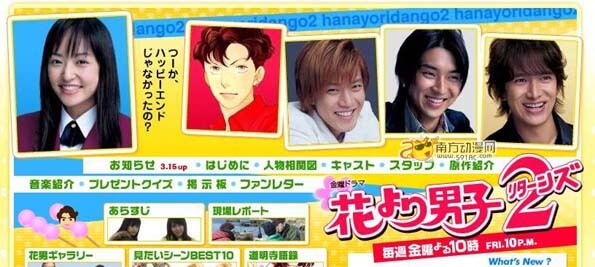 hanayoridango2 hanayoridango2
つーか、
ハッピーエンド
じゃなかったの?
南方动漫网
www.591AC.com
お知らせ 3.15up ・はじめに ・人物相関図 ・キャスト ・スタッフ ・原作紹介
音楽紹介 ・プレゼントクイズ ・掲示板 ・ファンレター
金曜ドラマ
花より男子2
リターンズ
毎週金曜よる10時 FRI.10P.M.
あらすじ
現場レポート
花男ギャラリー
見たいシーンBEST10
道明寺語録
What's New ?